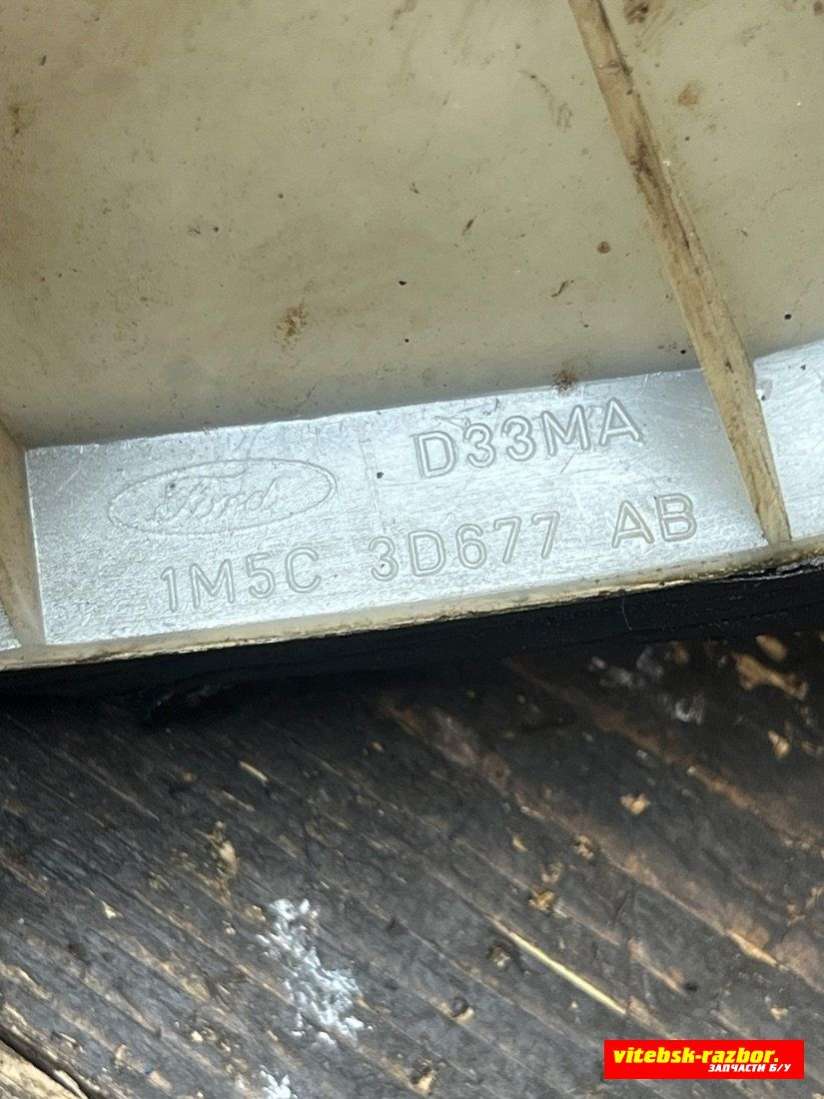 D33MA
Ford
1M5C 3D677 AB
vitebsk-razbor.
ЗАПЧАСТИ Б/У